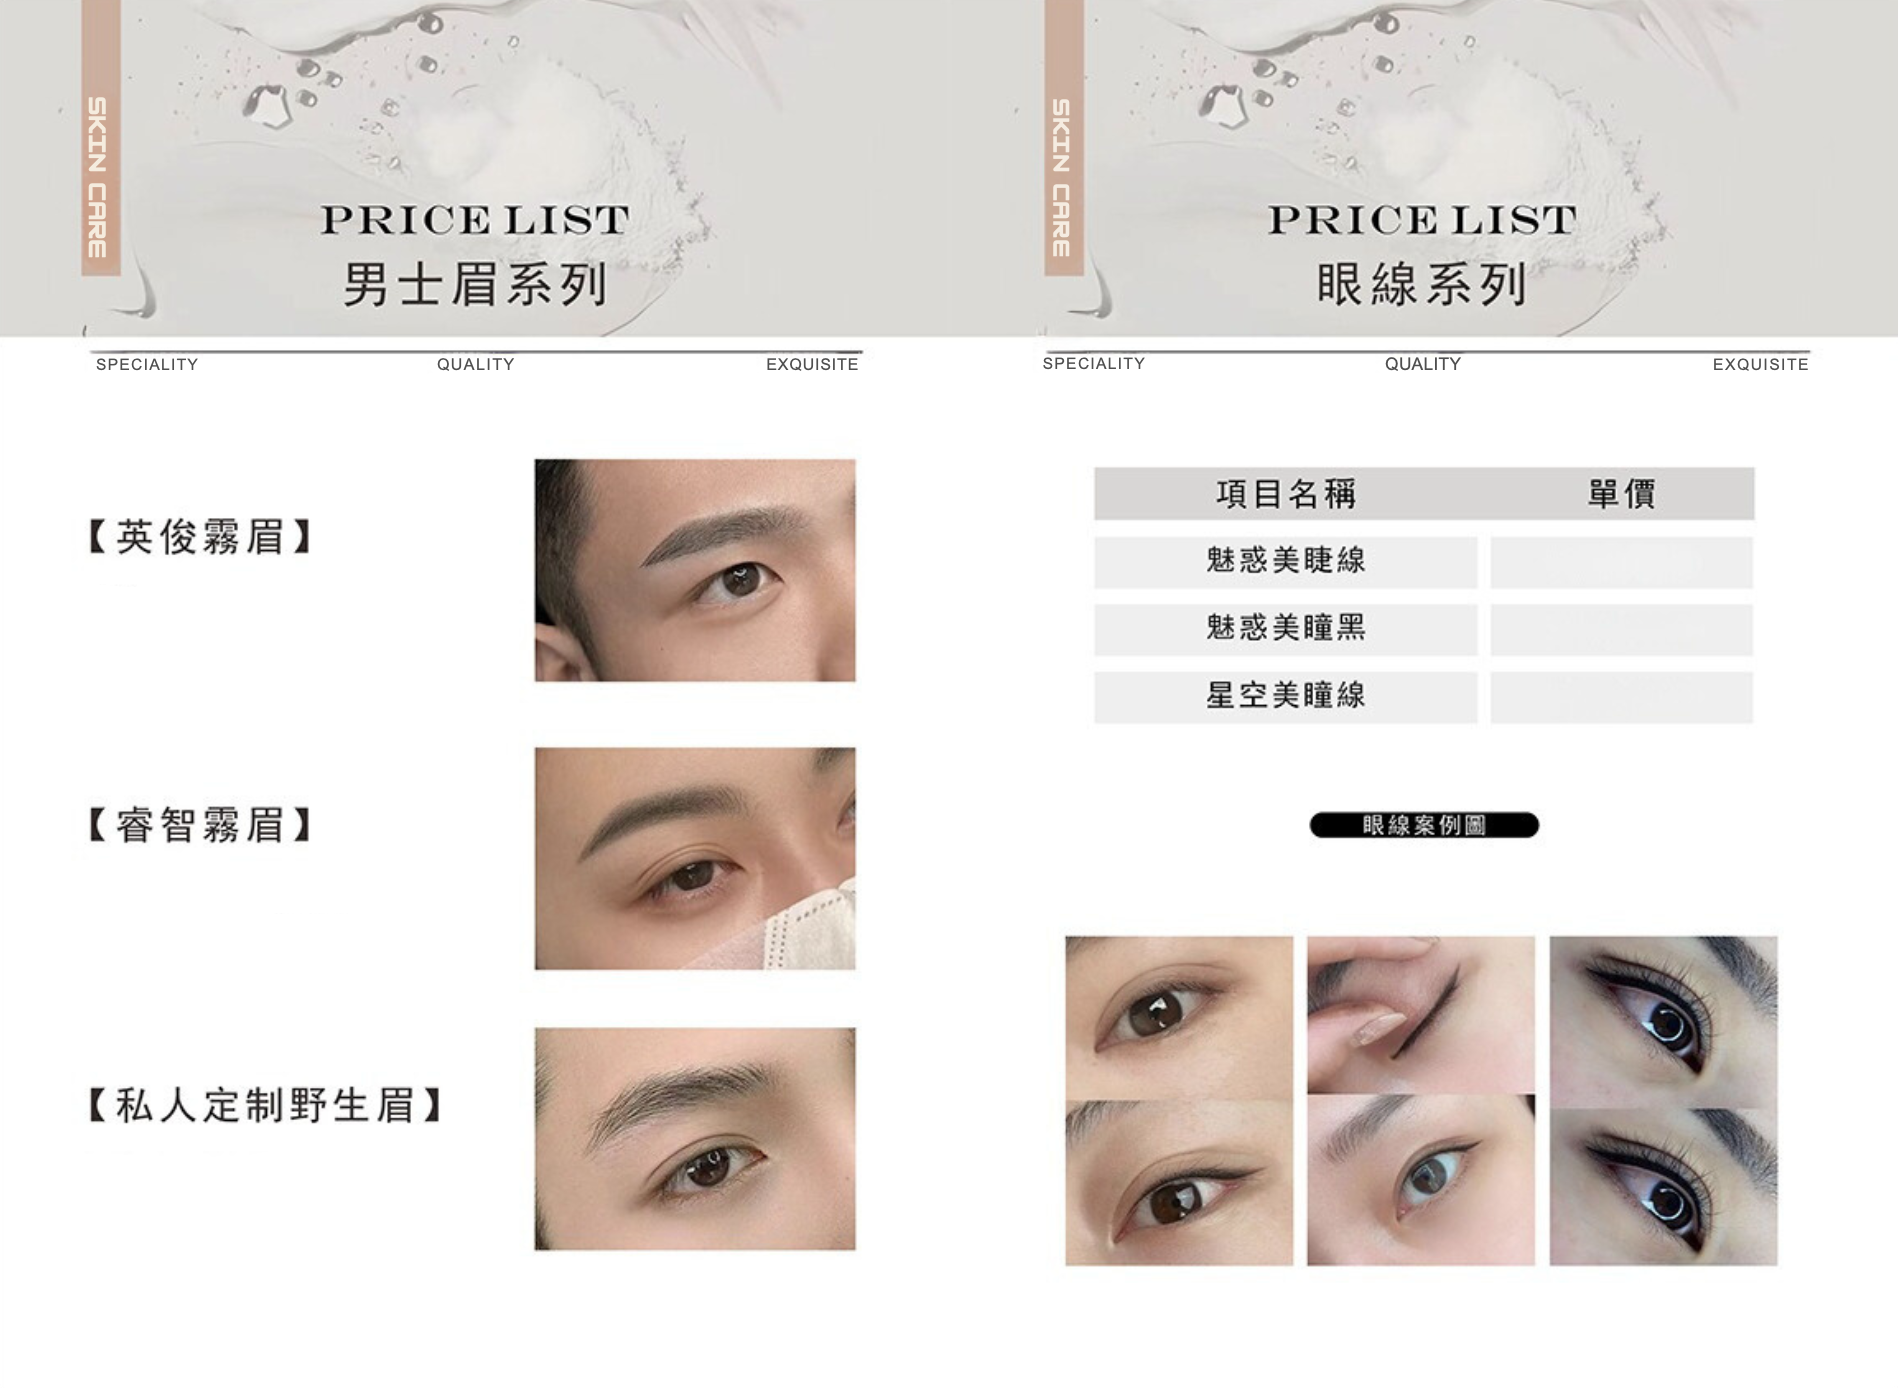 SKIN CARE
PRICE LIST
男士眉系列
SPECIALITY QUALITY EXQUISITE
【英俊霧眉】
【睿智霧眉】
【私人定制野生眉】
SKIN CARE
PRICE LIST
眼線系列
SPECIALITY QUALITY EXQUISITE
項目名稱 單價
魅惑美睫線
魅惑美瞳黑
星空美瞳線
眼線案例圖